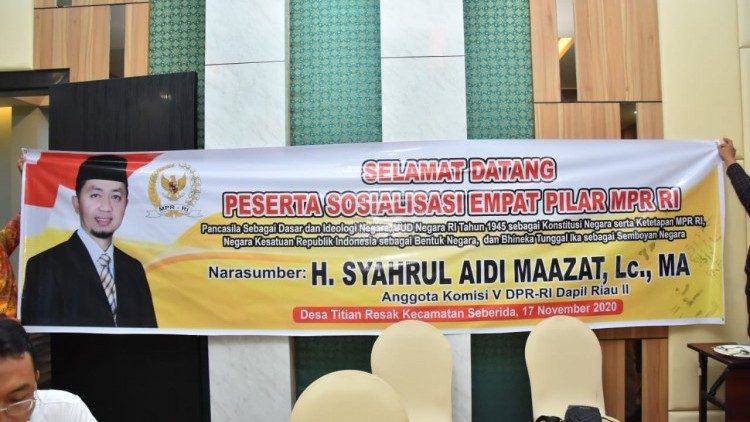 SELAMAT DATANG
PESERTA SOSIALISASI EMPAT PILAR MPR RI
Pancasila Sebagai Dasar dan Ideologi Negara, UUD Negara RI Tahun 1945 sebagai Konstitusi Negara serta Ketetapan MPR RI,
Negara Kesatuan Republik Indonesia sebagai Bentuk Negara, dan Bhineka Tunggal Ika sebagai Semboyan Negara
Narasumber: H. SYAHRUL AIDI MAAZAT, Lc., MA
Anggota Komisi V DPR-RI Dapil Riau II
Desa Titian Resak Kecamatan Seberida, 17 November 2020
MPR - RI